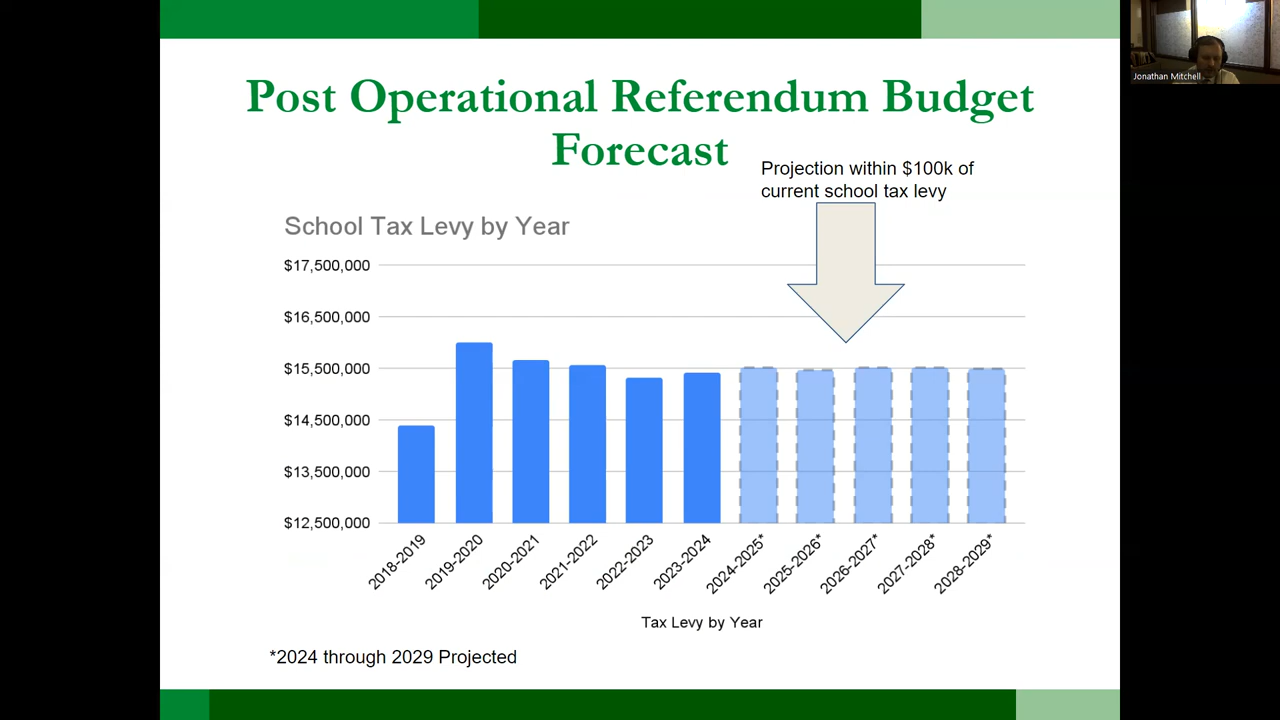 Post Operational Referendum Budget
Forecast
Projection within $100k of
current school tax levy
School Tax Levy by Year
$17,500,000
$16,500,000
$15,500,000
$14,500,000
$13,500,000
$12,500,000
2018-2019
2019-2020
2020-2021
2021-2022
2022-2023
2023-2024
2024-2025*
2025-2026*
2026-2027*
2027-2028*
2028-2029*
Tax Levy by Year
*2024 through 2029 Projected
Jonathan Mitchell